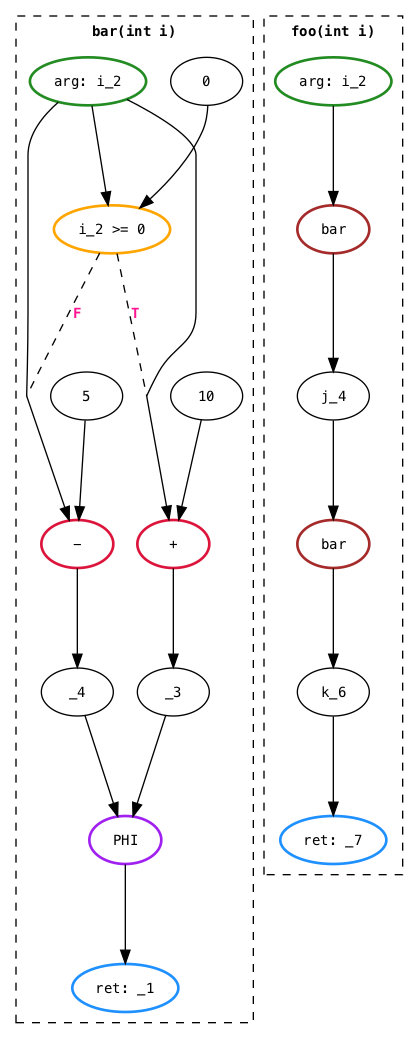 bar(int i)
arg: i_2
0
i_2 >= 0
F
T
5
10
−
+
_4
_3
PHI
ret: _1
foo(int i)
arg: i_2
bar
j_4
bar
k_6
ret: _7